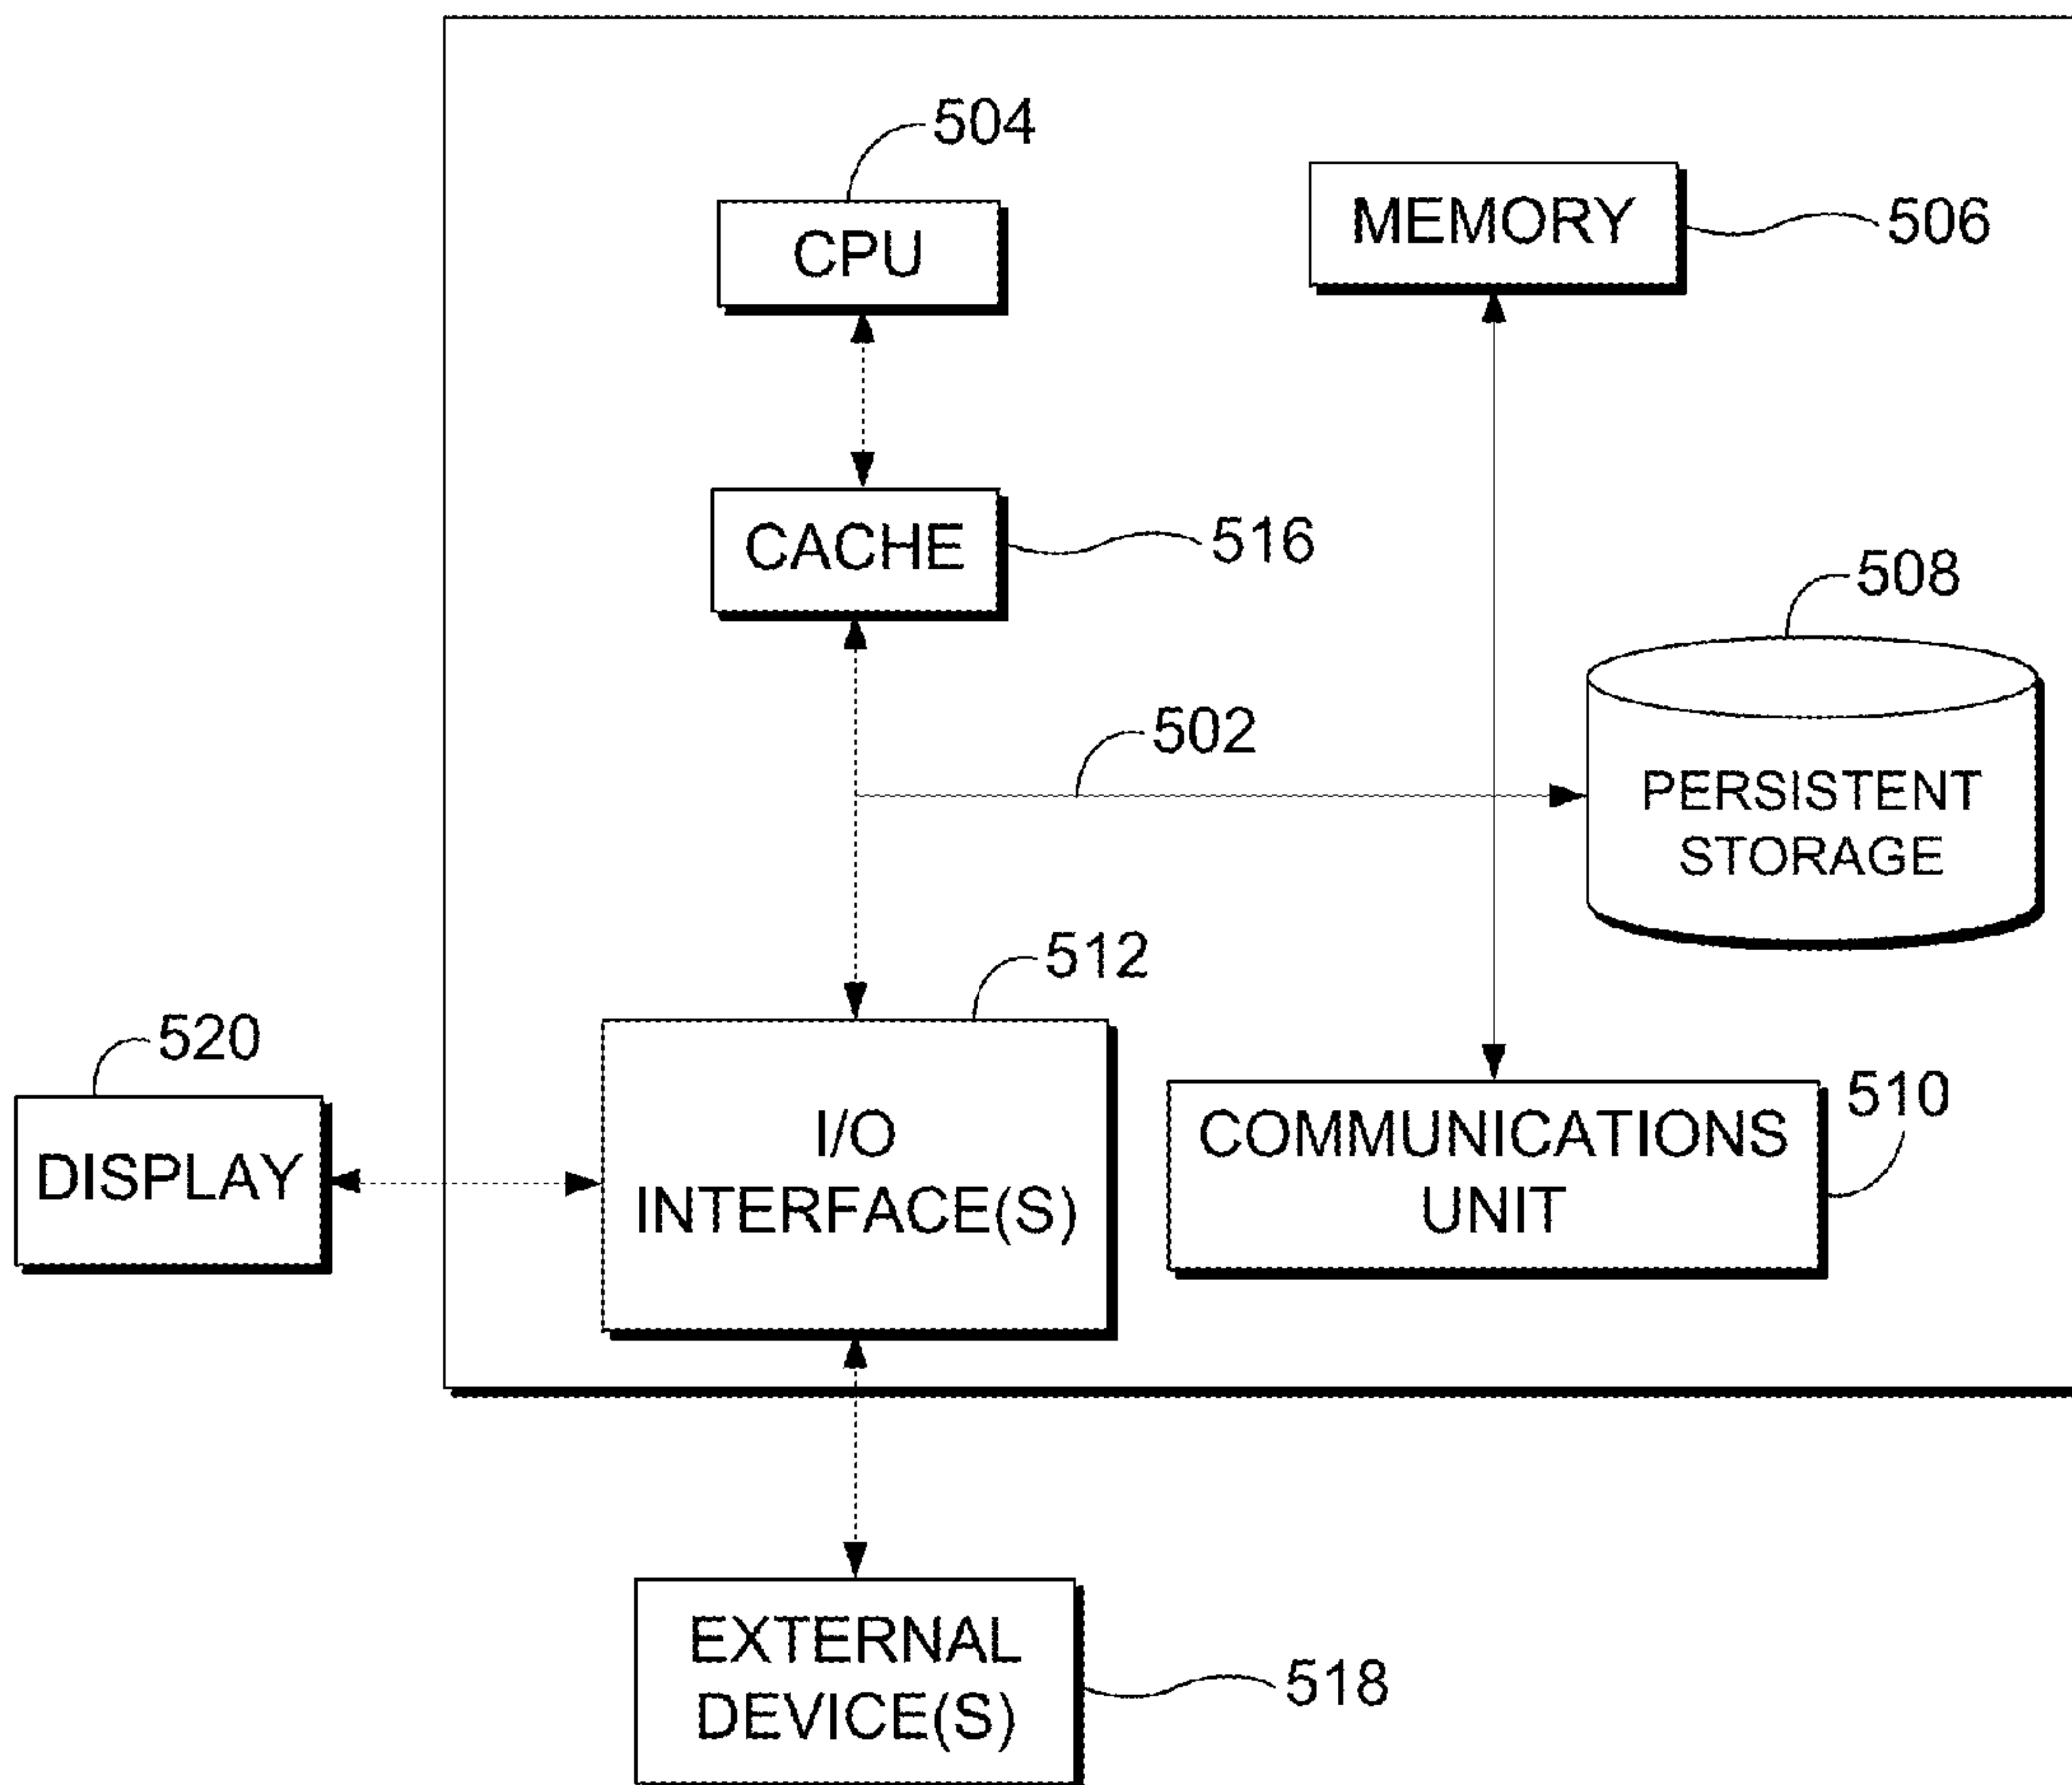 504
CPU
MEMORY
506
CACHE
516
508
502
PERSISTENT
STORAGE
512
520
DISPLAY
I/O
INTERFACE(S)
COMMUNICATIONS
UNIT
510
EXTERNAL
DEVICE(S)
518